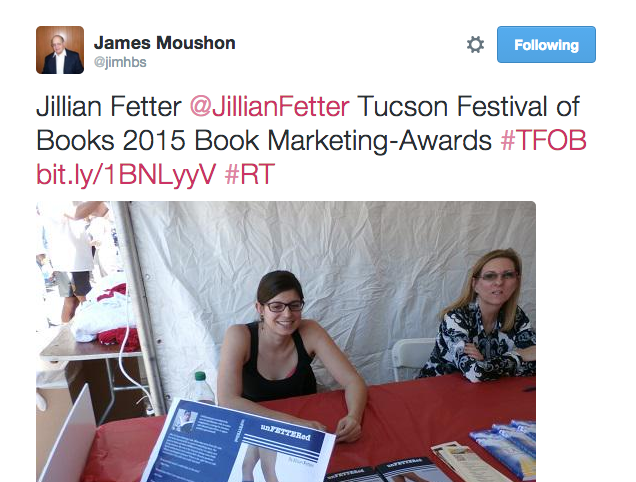 James Moushon
@jimhbs
Following
Jillian Fetter @JillianFetter Tucson Festival of
Books 2015 Book Marketing-Awards #TFOB
bit.ly/1BNLyyV #RT
unFETTERed
unFETTERed